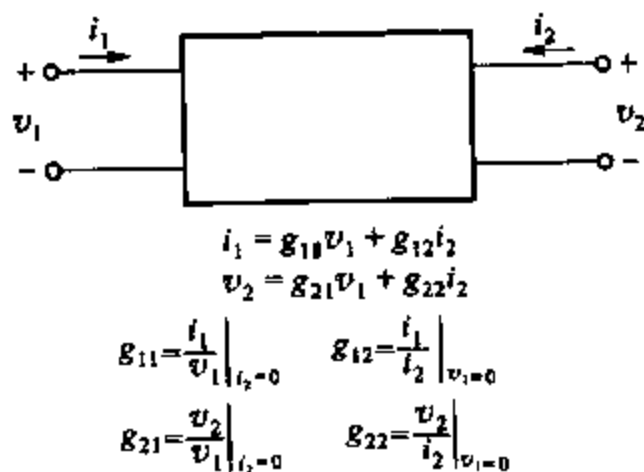 i₁ i₂
+ +
v₁ v₂
- -
i₁ = g₁₁v₁ + g₁₂i₂
v₂ = g₂₁v₁ + g₂₂i₂
g₁₁=i₁/v₁|i₂=0 g₁₂=i₁/i₂|v₁=0
g₂₁=v₂/v₁|i₂=0 g₂₂=v₂/i₂|v₁=0